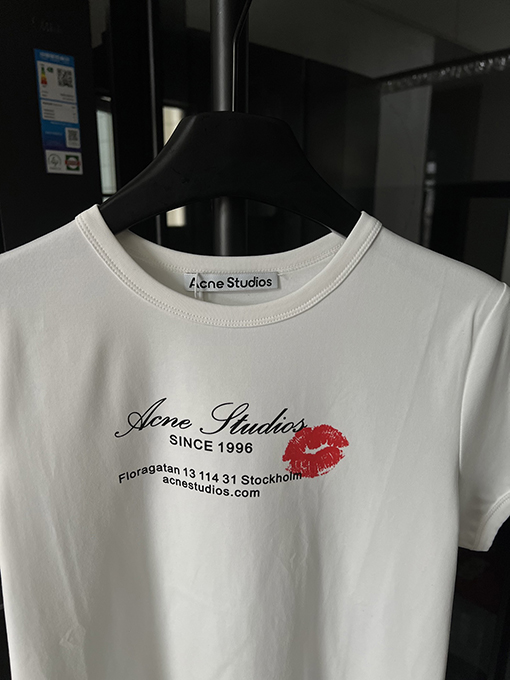 Acne Studios
Acne Studios
SINCE 1996
Floragatan 13 114 31 Stockholm
acnestudios.com